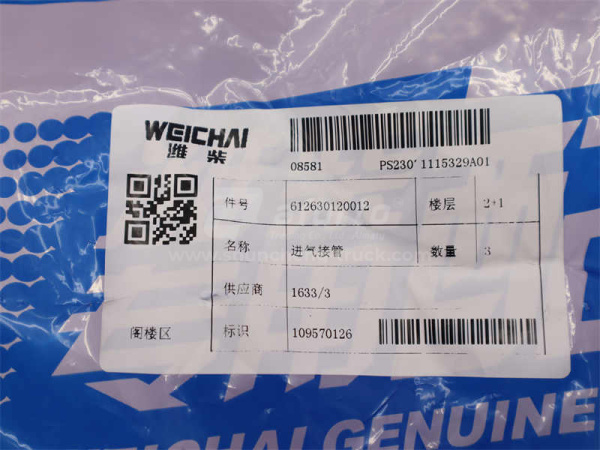 WEICHAI
潍柴
08581 PS230 1115329A01
件号 612630120012 楼层 2+1
名称 进气接管 数量 3
供应商 1633/3
阁楼区 标识 109570126
WEICHAI GENUINE